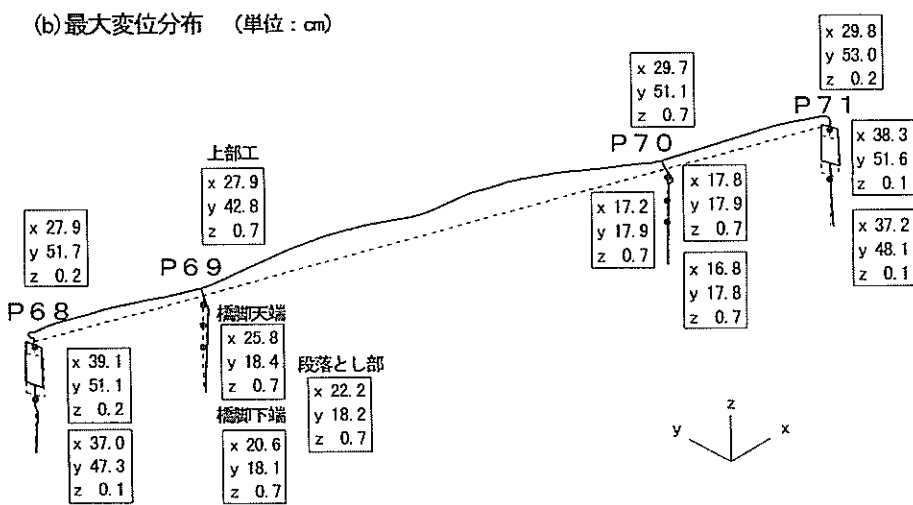 (b)最大変位分布 (単位:cm)
x 29.8
y 53.0
z 0.2
P71
x 29.7
y 51.1
z 0.7
P70
x 38.3
y 51.6
z 0.1
x 37.2
y 48.1
z 0.1
x 17.2
y 17.9
z 0.7
x 17.8
y 17.9
z 0.7
x 16.8
y 17.8
z 0.7
上部工
x 27.9
y 42.8
z 0.7
P69
x 27.9
y 51.7
z 0.2
P68
x 39.1
y 51.1
z 0.2
x 37.0
y 47.3
z 0.1
橋脚天端
x 25.8
y 18.4
z 0.7
段落とし部
x 22.2
y 18.2
z 0.7
橋脚下端
x 20.6
y 18.1
z 0.7
z
y
x